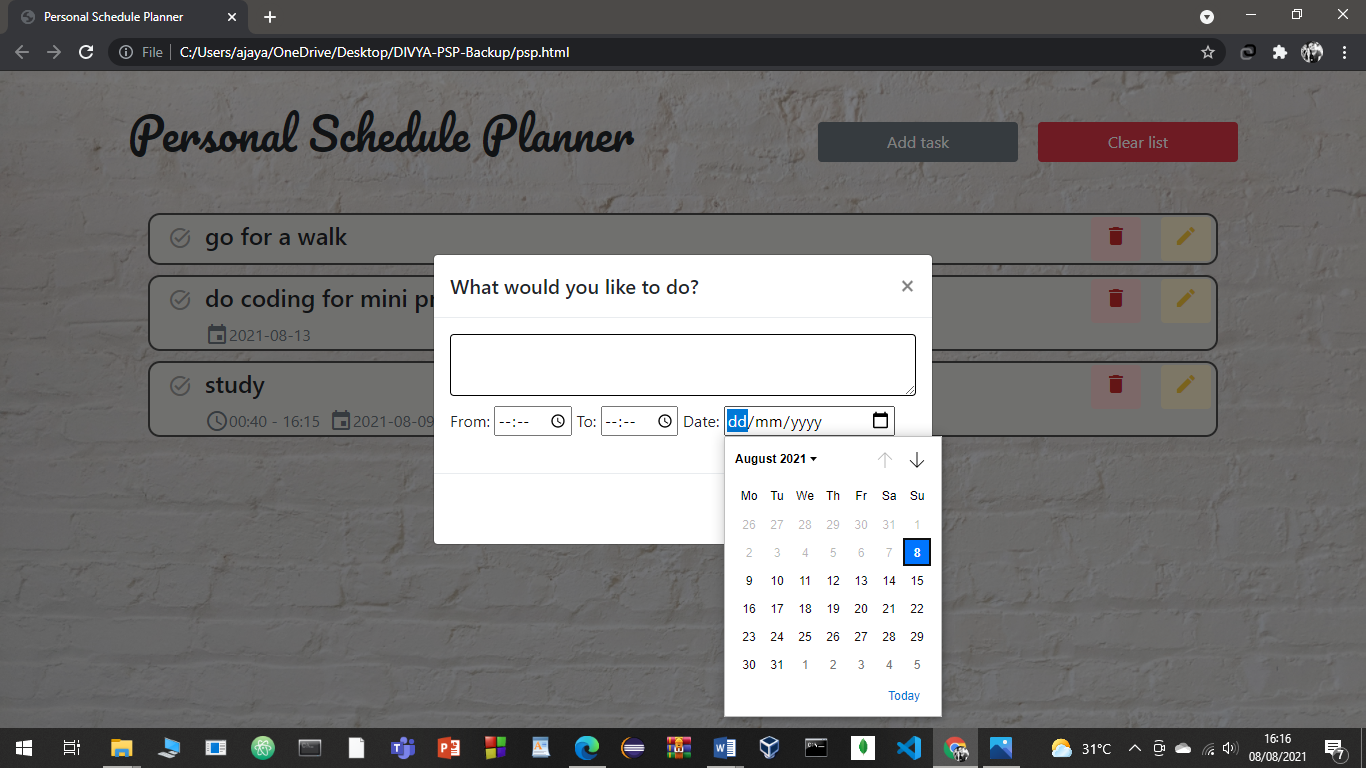 Personal Schedule Planner
File C:/Users/ajaya/OneDrive/Desktop/DIVYA-PSP-Backup/psp.html
Personal Schedule Planner
Add task
Clear list
go for a walk
What would you like to do?
do coding for mini pr
2021-08-13
study
00:40 - 16:15 2021-08-09
From: --:-- To: --:-- Date: dd/mm/yyyy
August 2021
Mo Tu We Th Fr Sa Su
26 27 28 29 30 31 1
2 3 4 5 6 7 8
9 10 11 12 13 14 15
16 17 18 19 20 21 22
23 24 25 26 27 28 29
30 31 1 2 3 4 5
Today
31°C
16:16
08/08/2021
7